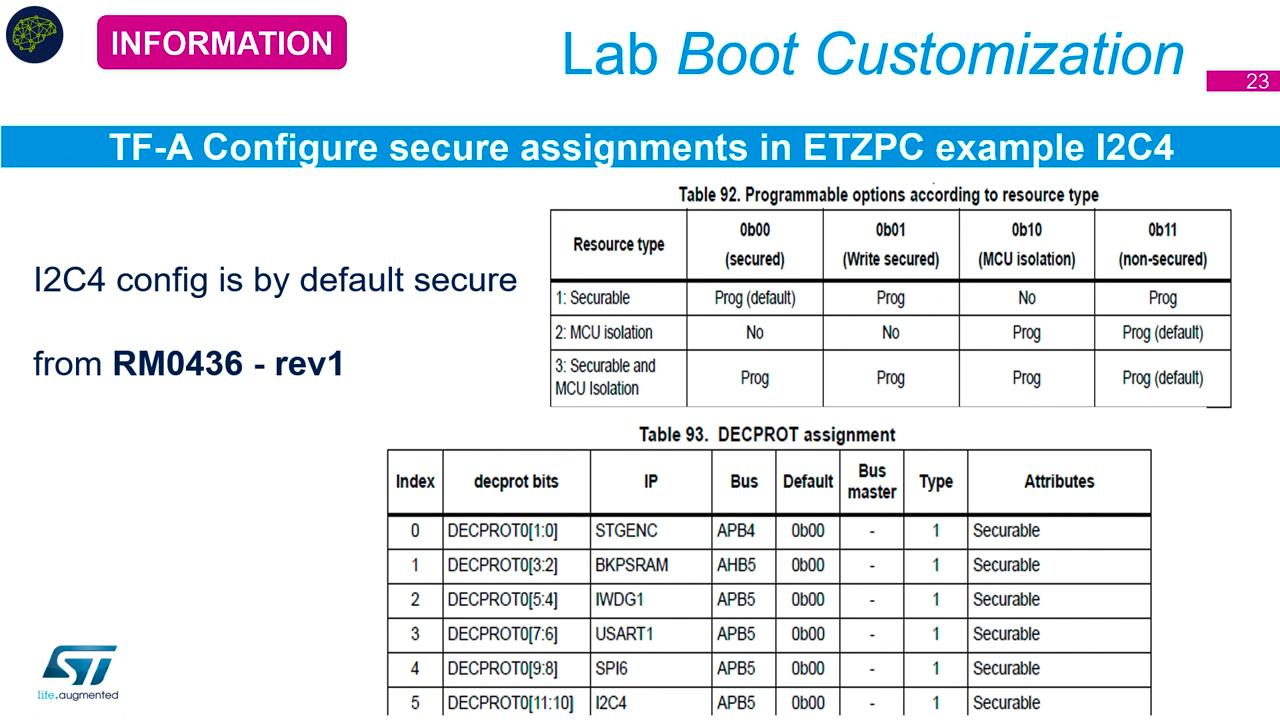 INFORMATION
Lab Boot Customization
23
TF-A Configure secure assignments in ETZPC example I2C4
I2C4 config is by default secure
from RM0436 - rev1
Table 92. Programmable options according to resource type
Resource type 0b00 (secured) 0b01 (Write secured) 0b10 (MCU isolation) 0b11 (non-secured)
1: Securable Prog (default) Prog No Prog
2: MCU isolation No No Prog Prog (default)
3: Securable and MCU Isolation Prog Prog Prog Prog (default)
Table 93. DECPROT assignment
Index decprot bits IP Bus Default Bus master Type Attributes
0 DECPROT0[1:0] STGENC APB4 0b00 - 1 Securable
1 DECPROT0[3:2] BKPSRAM AHB5 0b00 - 1 Securable
2 DECPROT0[5:4] IWDG1 APB5 0b00 - 1 Securable
3 DECPROT0[7:6] USART1 APB5 0b00 - 1 Securable
4 DECPROT0[9:8] SPI6 APB5 0b00 - 1 Securable
5 DECPROT0[11:10] I2C4 APB5 0b00 - 1 Securable
ST
life.augmented